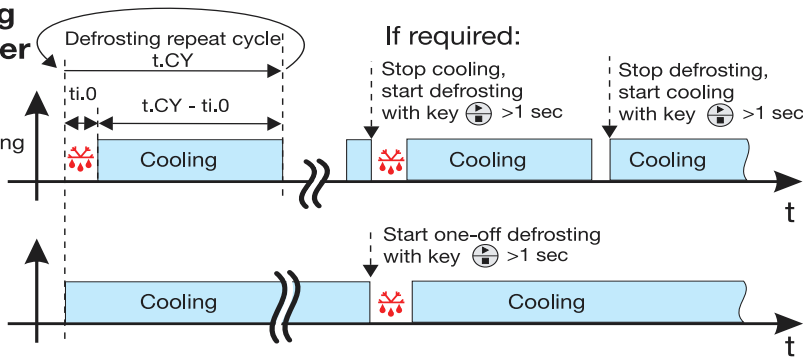 Defrosting repeat cycle
t.CY
If required:
Stop cooling,
start defrosting
with key >1 sec
Stop defrosting,
start cooling
with key >1 sec
ti.0
t.CY - ti.0
Cooling
Cooling
Cooling
t
Start one-off defrosting
with key >1 sec
Cooling
Cooling
t